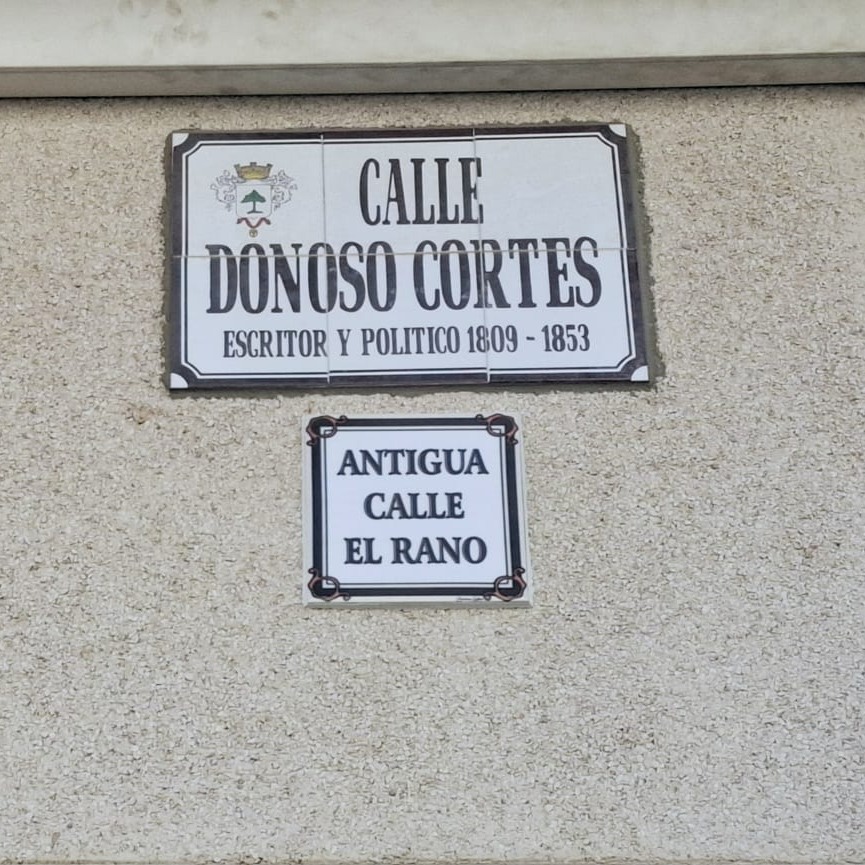 CALLE
DONOSO CORTES
ESCRITOR Y POLITICO 1809 - 1853
ANTIGUA
CALLE
EL RANO